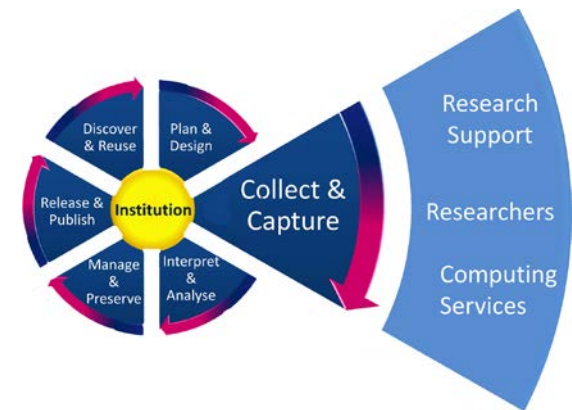 Discover
& Reuse
Plan &
Design
Collect &
Capture
Interpret
&
Analyse
Manage
&
Preserve
Release &
Publish
Institution
Research
Support
Researchers
Computing
Services